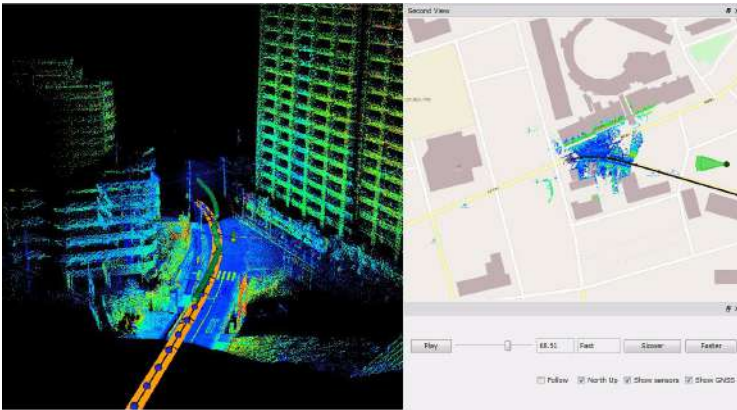 Second View
Play
68.51
Fast
Slower
Faster
Follow
North Up
Show sensors
Show GNSS